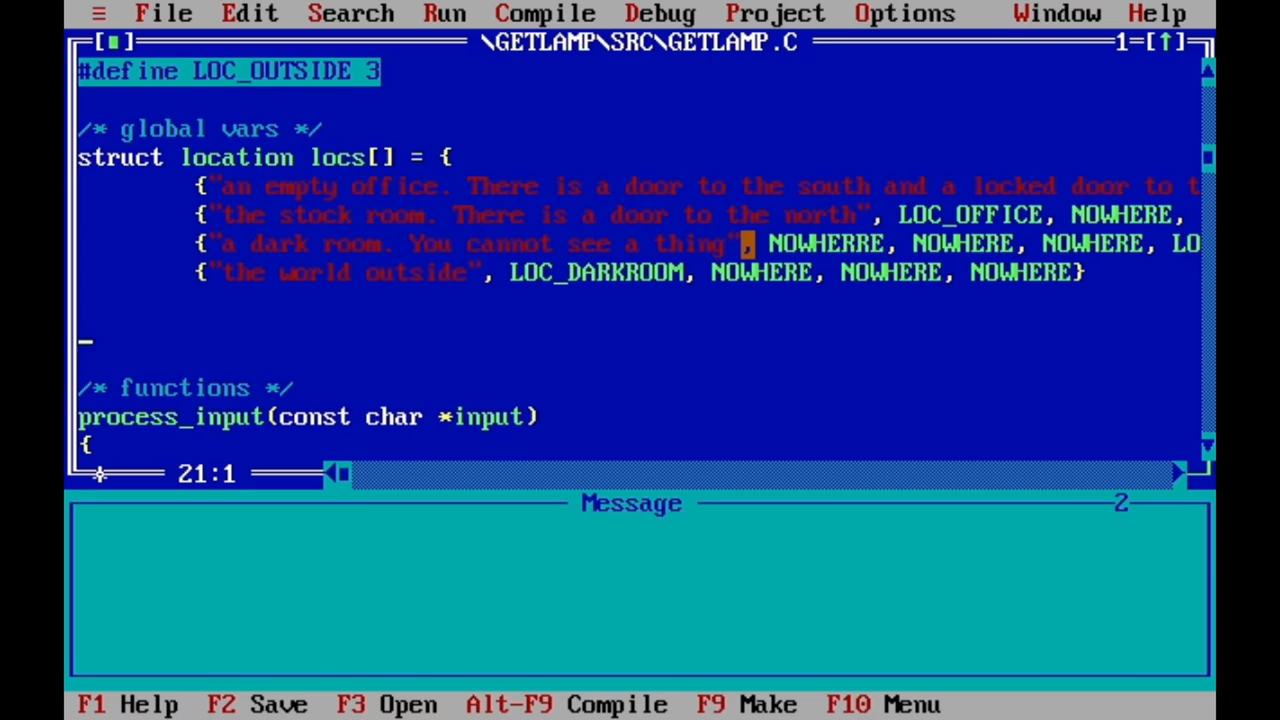 ≡ File Edit Search Run Compile Debug Project Options Window Help
[■] \GETLAMP\SRC\GETLAMP.C 1=[↑]
#define LOC_OUTSIDE 3
/* global vars */
struct location locs[] = {
{"an empty office. There is a door to the south and a locked door to t
{"the stock room. There is a door to the north", LOC_OFFICE, NOWHERE,
{"a dark room. You cannot see a thing", NOWHERRE, NOWHERE, NOWHERE, LO
{"the world outside", LOC_DARKROOM, NOWHERE, NOWHERE, NOWHERE}
/* functions */
process_input(const char *input)
{
21:1
Message 2
F1 Help F2 Save F3 Open Alt-F9 Compile F9 Make F10 Menu